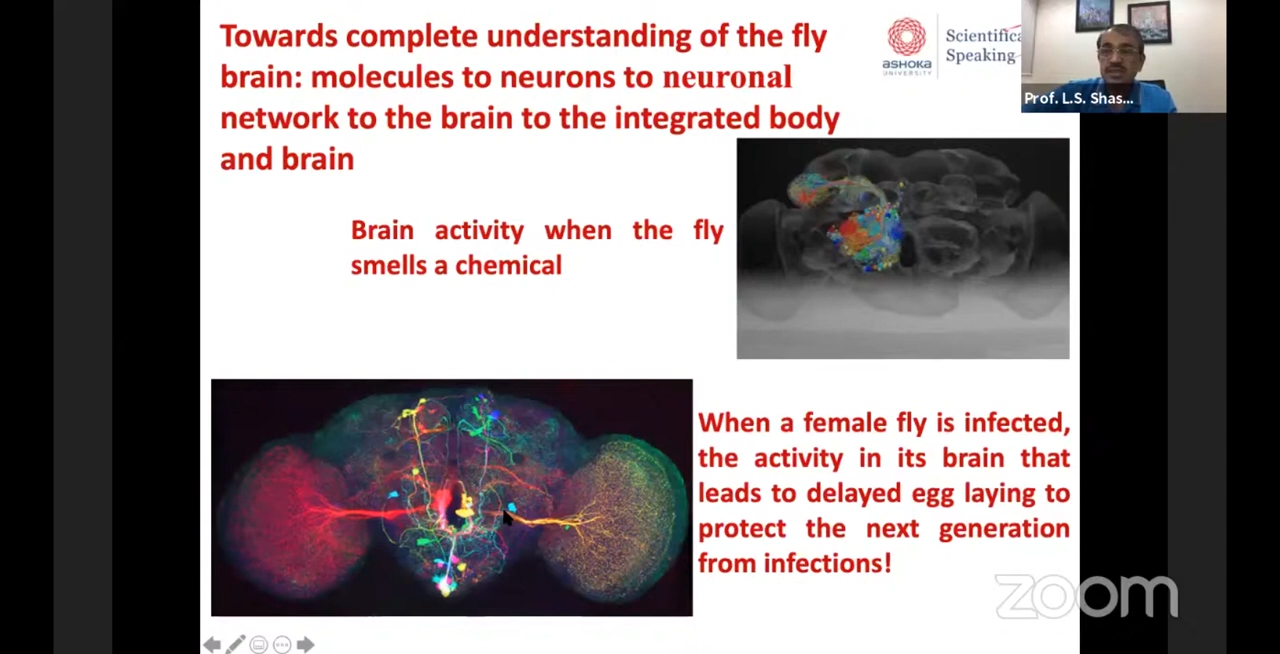 Towards complete understanding of the fly
brain: molecules to neurons to neuronal
network to the brain to the integrated body
and brain
ASHOKA
UNIVERSITY
Scientifica
Speaking
Prof. L.S. Shas...
Brain activity when the fly
smells a chemical
When a female fly is infected,
the activity in its brain that
leads to delayed egg laying to
protect the next generation
from infections!
zoom